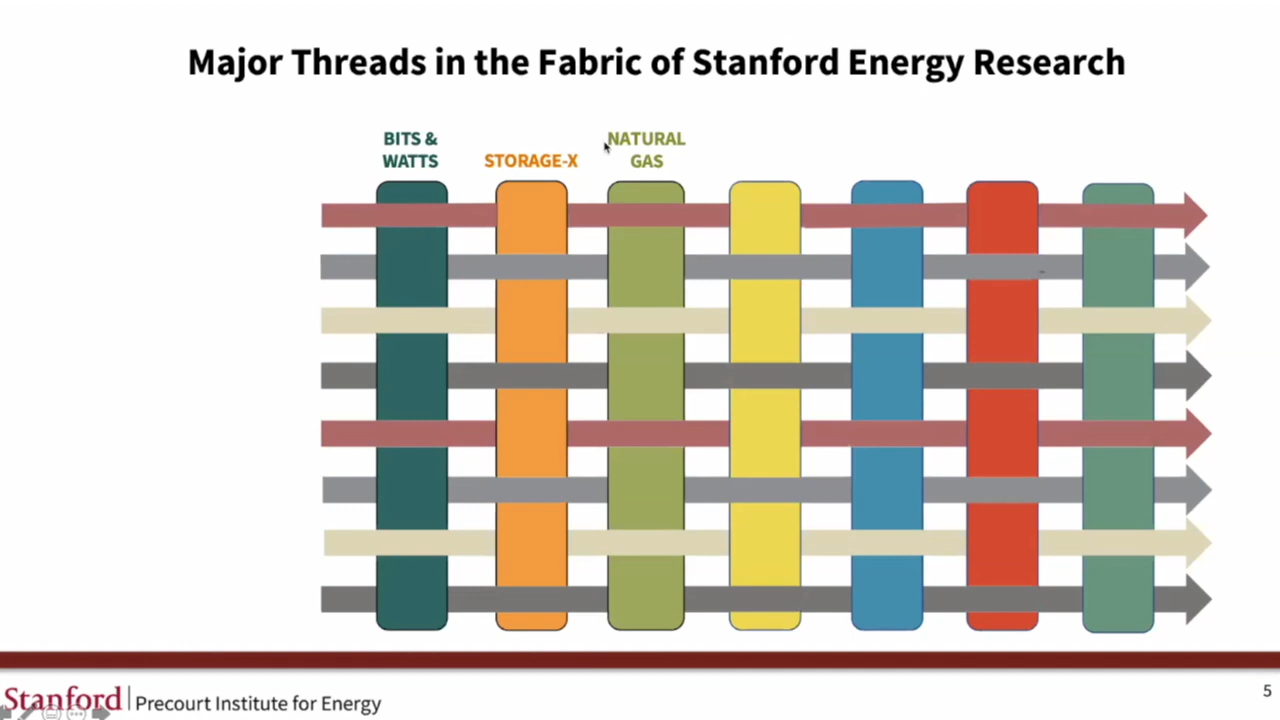 Major Threads in the Fabric of Stanford Energy Research
BITS &
WATTS
STORAGE-X
NATURAL
GAS
Stanford | Precourt Institute for Energy
5